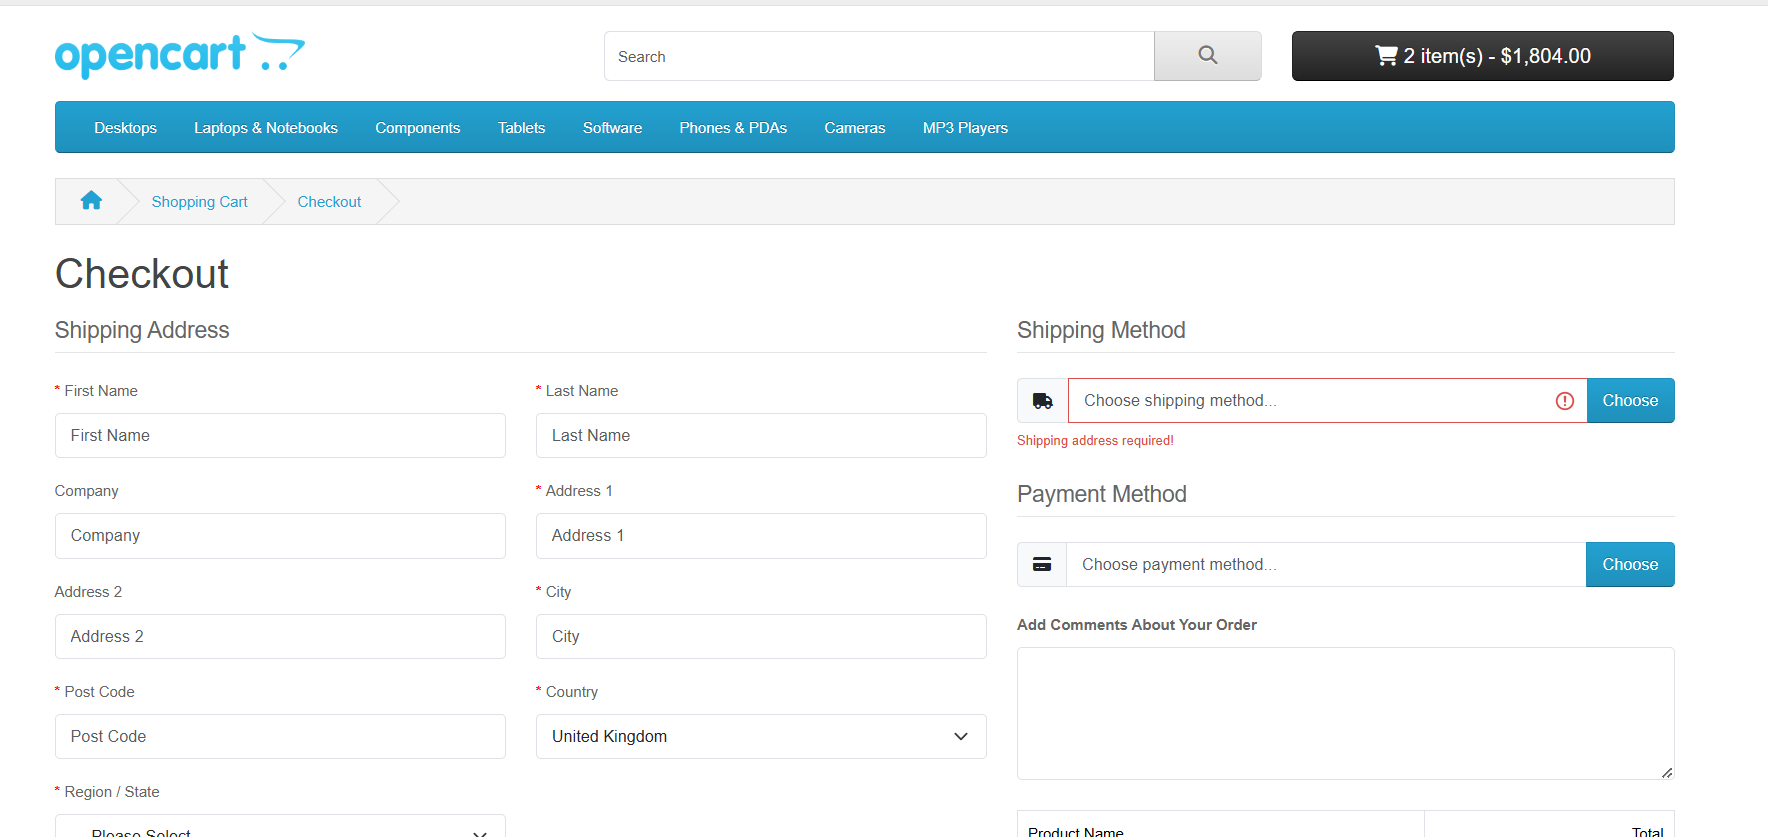 opencart
Search
2 item(s) - $1,804.00
Desktops Laptops & Notebooks Components Tablets Software Phones & PDAs Cameras MP3 Players
Shopping Cart Checkout
Checkout
Shipping Address
* First Name * Last Name
First Name Last Name
Company * Address 1
Company Address 1
Address 2 * City
Address 2 City
* Post Code * Country
Post Code United Kingdom
* Region / State
Please Select
Shipping Method
Choose shipping method... Choose
Shipping address required!
Payment Method
Choose payment method... Choose
Add Comments About Your Order
Product Name Total